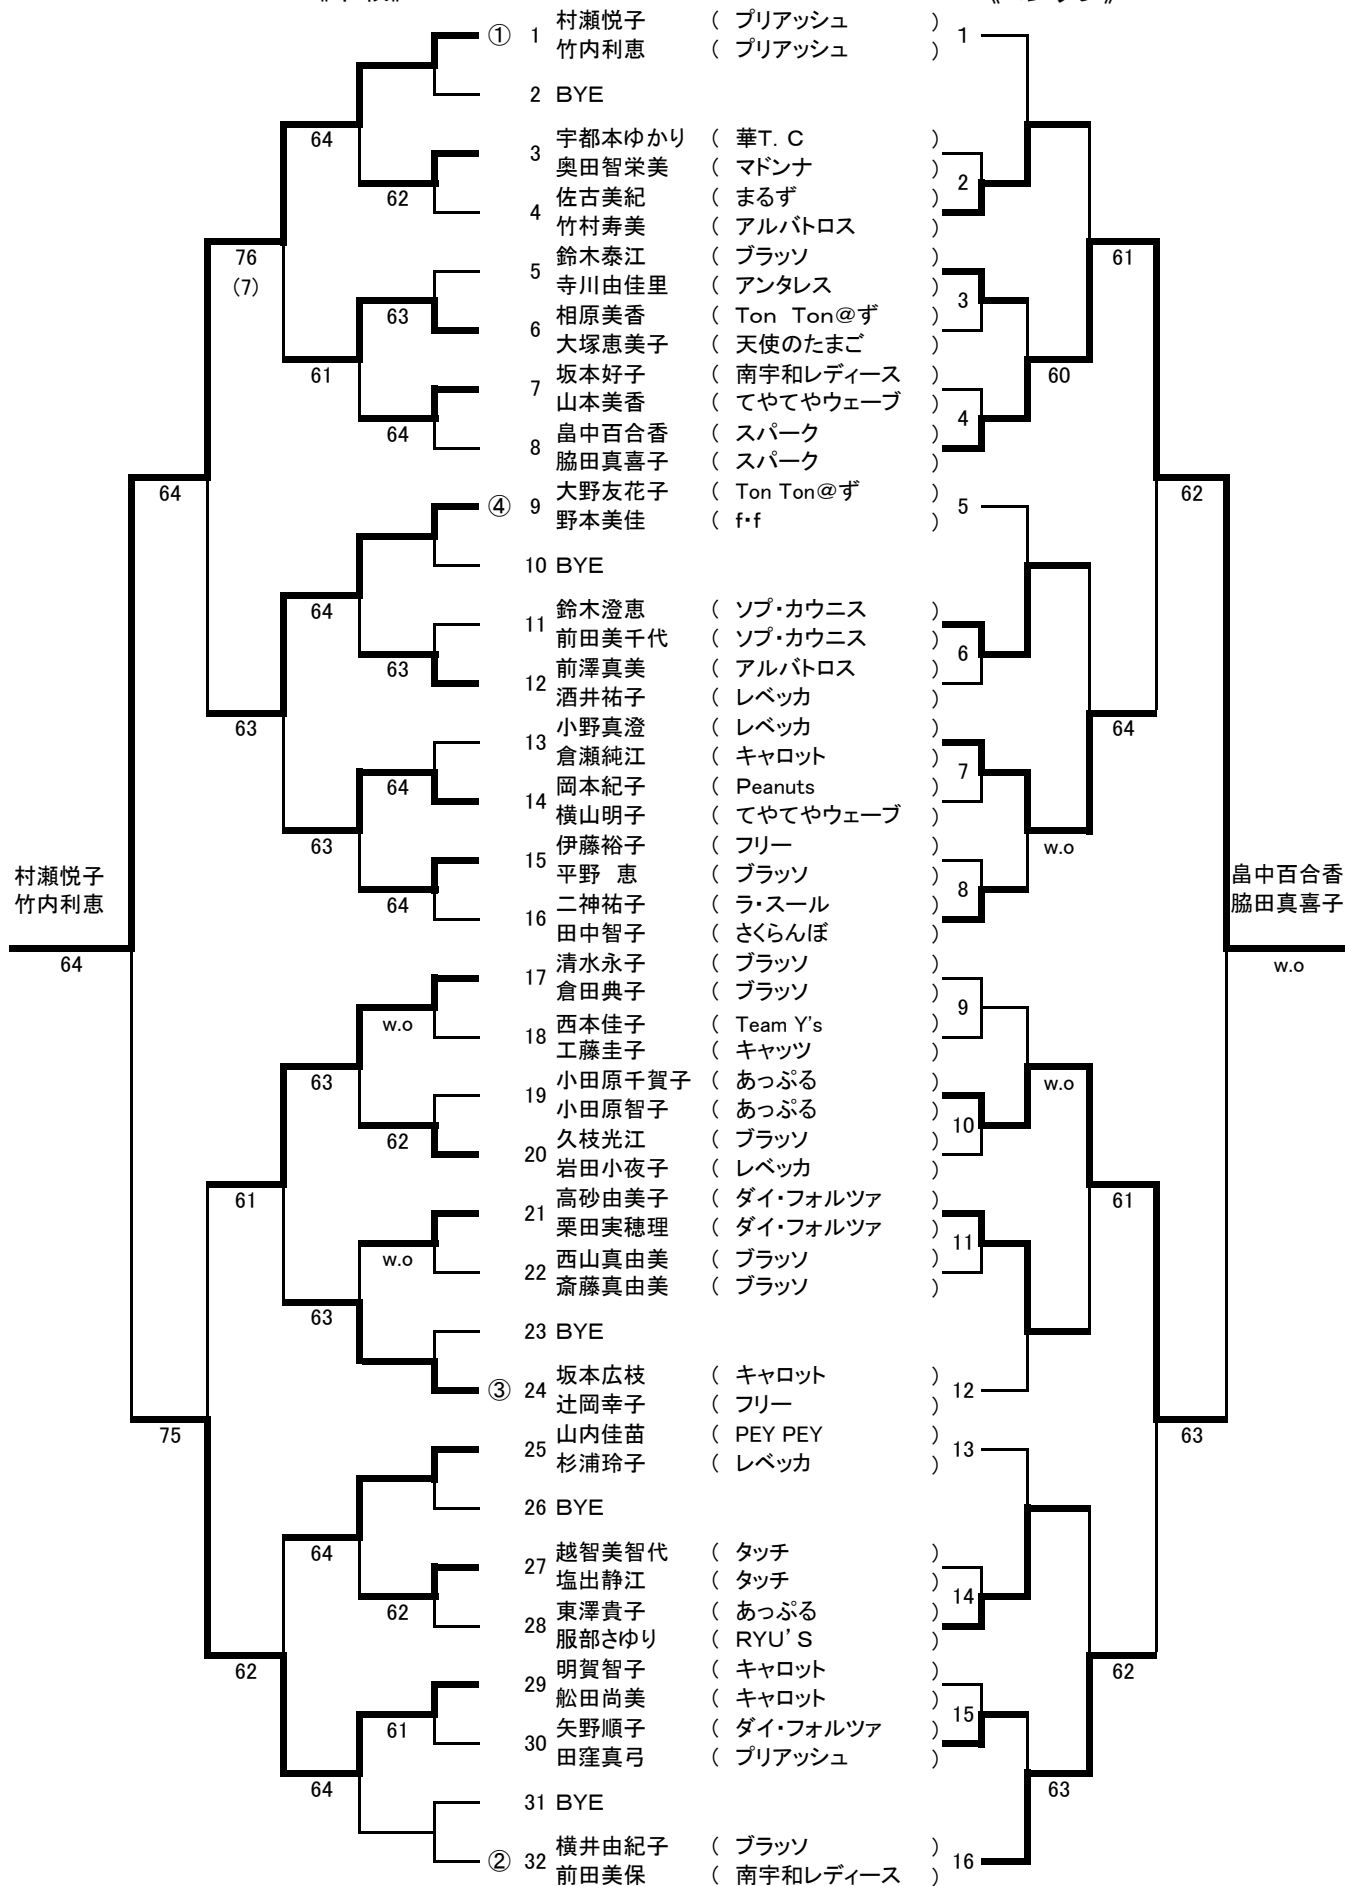 ① 1 村瀬悦子 ( プリアッシュ ) 1
竹内利恵 ( プリアッシュ )
2 BYE
64
3 宇都本ゆかり ( 華T.C )
奥田智栄美 ( マドンナ ) 2
62 4 佐古美紀 ( まるず )
竹村寿美 ( アルバトロス )
76 5 鈴木泰江 ( ブラッソ ) 61
(7) 寺川由佳里 ( アンタレス ) 3
63 6 相原美香 ( Ton Ton@ず )
大塚恵美子 ( 天使のたまご )
61 7 坂本好子 ( 南宇和レディース ) 60
山本美香 ( てやてやウェーブ ) 4
64 8 畠中百合香 ( スパーク )
脇田真喜子 ( スパーク )
64 62
④ 9 大野友花子 ( Ton Ton@ず ) 5
野本美佳 ( f・f )
10 BYE
64
11 鈴木澄恵 ( ソプ・カウニス )
前田美千代 ( ソプ・カウニス ) 6
63 12 前澤真美 ( アルバトロス )
酒井祐子 ( レベッカ )
63 13 小野真澄 ( レベッカ ) 64
倉瀬純江 ( キャロット ) 7
64 14 岡本紀子 ( Peanuts )
横山明子 ( てやてやウェーブ )
63 15 伊藤裕子 ( フリー ) w.o
平野 恵 ( ブラッソ ) 8
64 16 二神祐子 ( ラ・スール )
田中智子 ( さくらんぼ )
村瀬悦子
竹内利恵
64
畠中百合香
脇田真喜子
w.o
17 清水永子 ( ブラッソ )
倉田典子 ( ブラッソ ) 9
w.o 18 西本佳子 ( Team Y's )
工藤圭子 ( キャッツ )
63 19 小田原千賀子 ( あっぷる ) w.o
小田原智子 ( あっぷる ) 10
62 20 久枝光江 ( ブラッソ )
岩田小夜子 ( レベッカ )
61 21 高砂由美子 ( ダイ・フォルツァ ) 61
栗田実穂理 ( ダイ・フォルツァ ) 11
w.o 22 西山真由美 ( ブラッソ )
斎藤真由美 ( ブラッソ )
63
23 BYE
③ 24 坂本広枝 ( キャロット ) 12
辻岡幸子 ( フリー )
75 63
25 山内佳苗 ( PEY PEY ) 13
杉浦玲子 ( レベッカ )
26 BYE
64
27 越智美智代 ( タッチ )
塩出静江 ( タッチ ) 14
62 28 東澤貴子 ( あっぷる )
服部さゆり ( RYU'S )
62 29 明賀智子 ( キャロット ) 62
舩田尚美 ( キャロット ) 15
61 30 矢野順子 ( ダイ・フォルツァ )
田窪真弓 ( プリアッシュ )
64 63
31 BYE
② 32 横井由紀子 ( ブラッソ ) 16
前田美保 ( 南宇和レディース )